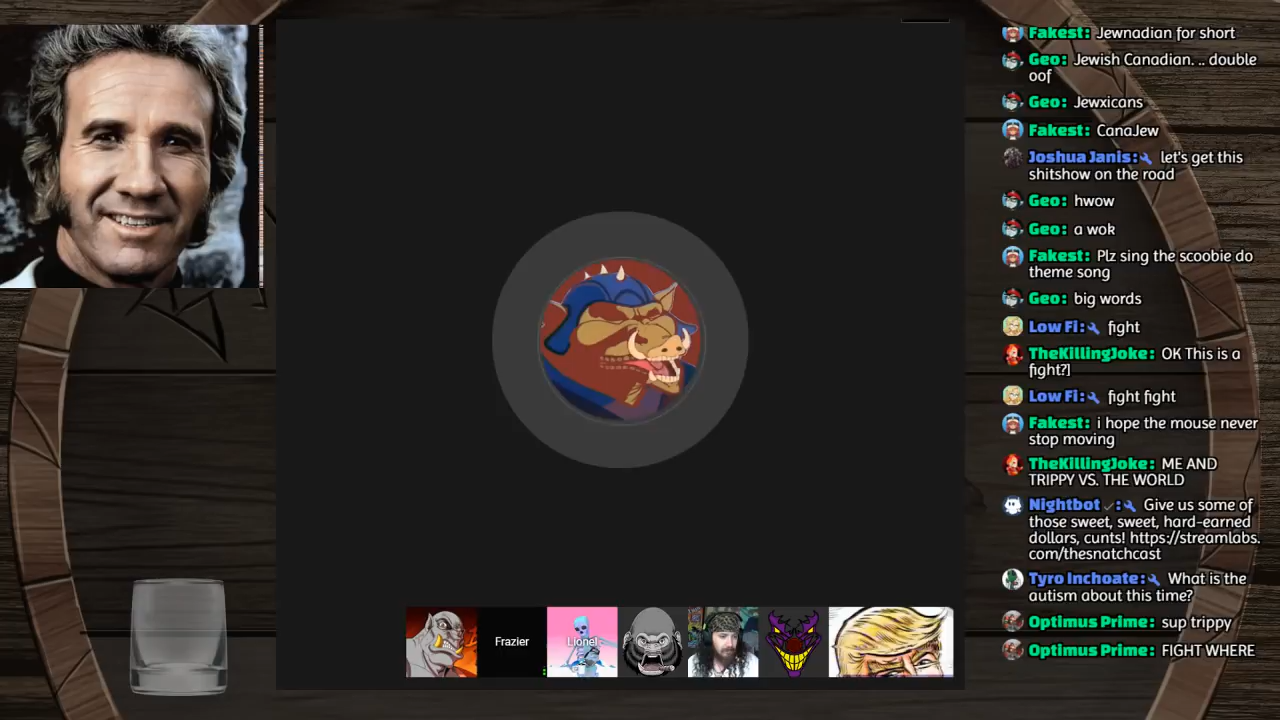 Fakest: Jewnadian for short
Geo: Jewish Canadian. .. double
oof
Geo: Jewxicans
Fakest: CanaJew
Joshua Janis: let's get this
shitshow on the road
Geo: hwow
Geo: a wok
Fakest: Plz sing the scoobie do
theme song
Geo: big words
Low Fi: fight
TheKillingJoke: OK This is a
fight?]
Low Fi: fight fight
Fakest: i hope the mouse never
stop moving
TheKillingJoke: ME AND
TRIPPY VS. THE WORLD
Nightbot ✓: Give us some of
those sweet, sweet, hard-earned
dollars, cunts! https://streamlabs.
com/thesnatchcast
Tyro Inchoate: What is the
autism about this time?
Optimus Prime: sup trippy
Optimus Prime: FIGHT WHERE
Frazier
Lionel